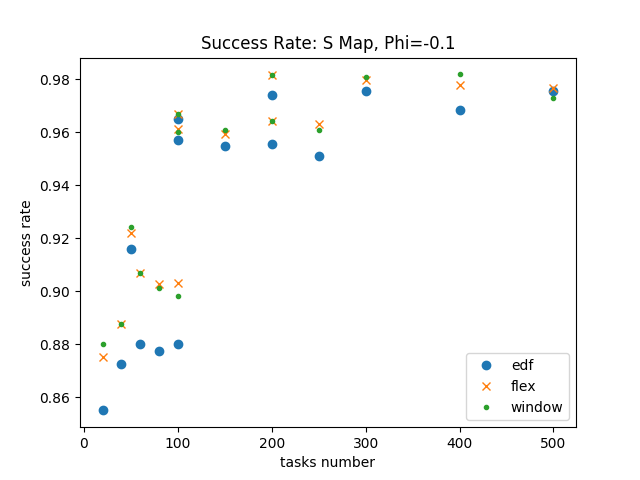 Success Rate: S Map, Phi=-0.1
success rate
0.98
0.96
0.94
0.92
0.90
0.88
0.86
0
100
200
300
400
500
tasks number
edf
flex
window